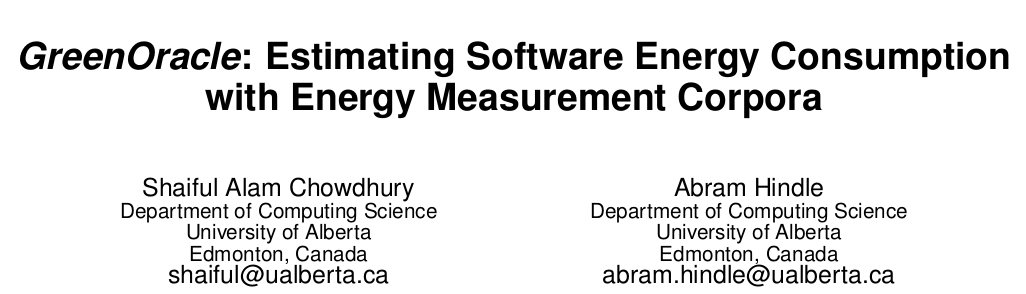 GreenOracle: Estimating Software Energy Consumption
with Energy Measurement Corpora
Shaiful Alam Chowdhury
Department of Computing Science
University of Alberta
Edmonton, Canada
shaiful@ualberta.ca
Abram Hindle
Department of Computing Science
University of Alberta
Edmonton, Canada
abram.hindle@ualberta.ca